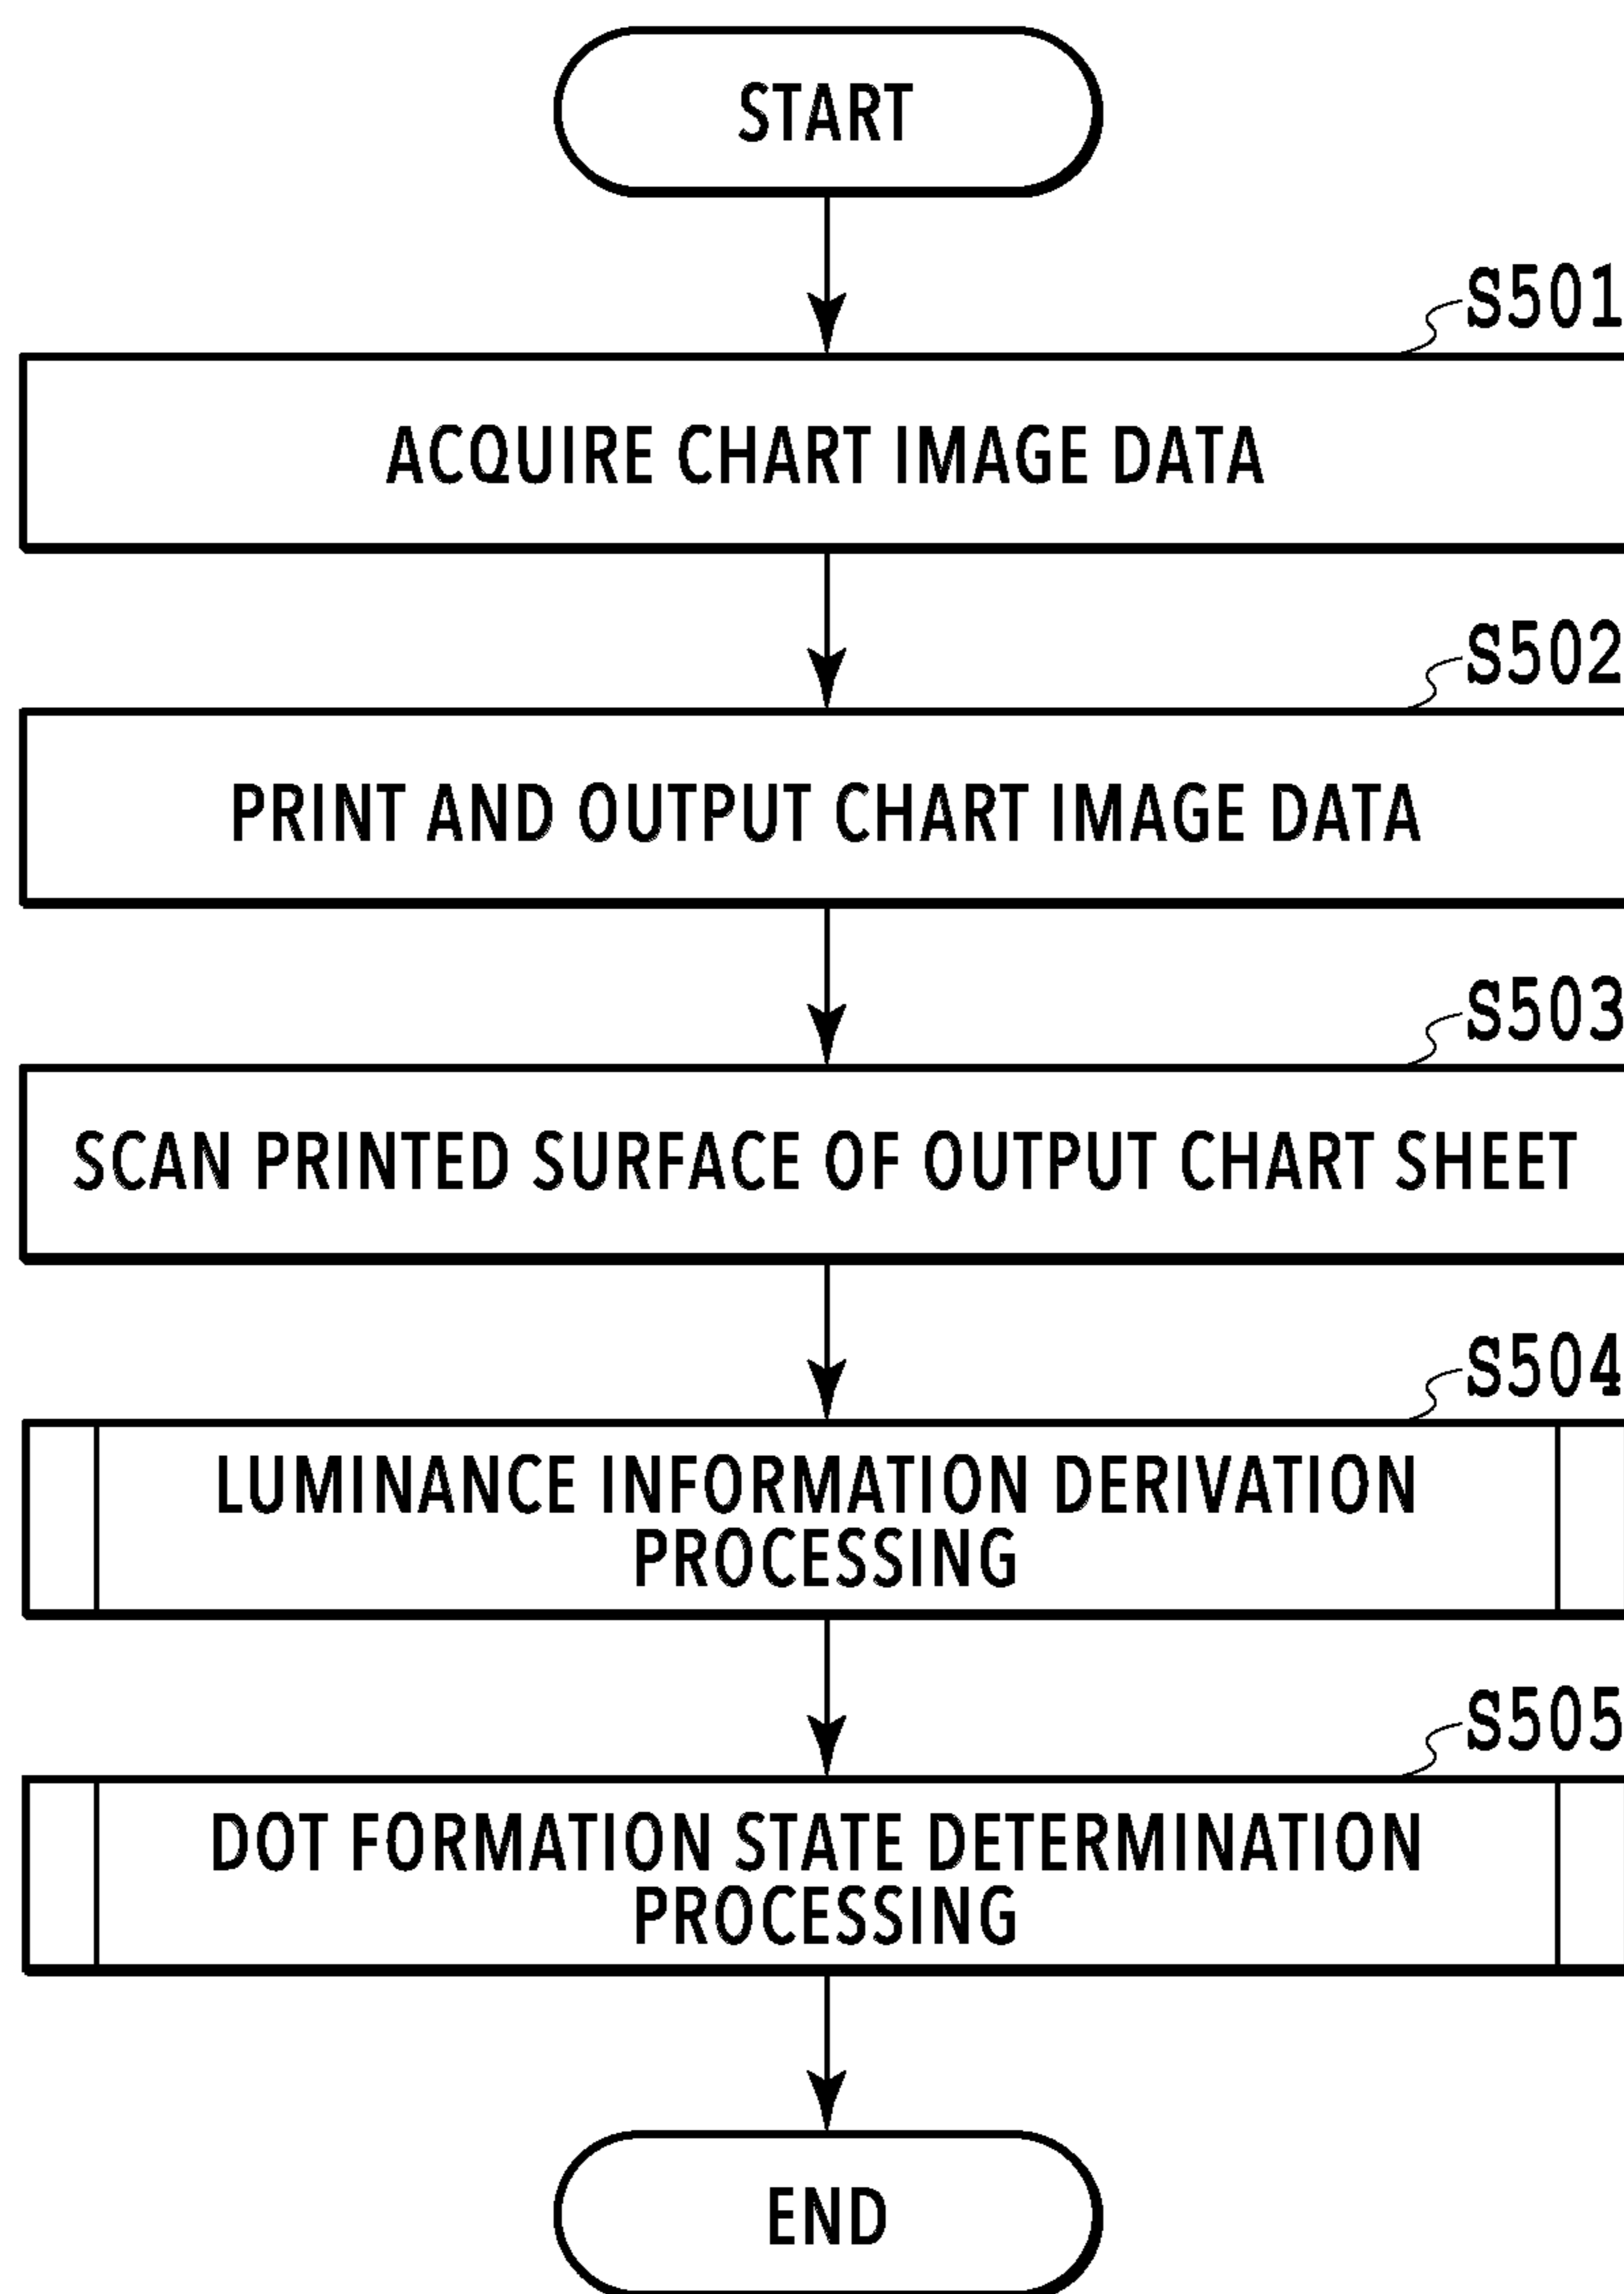 START
S501
ACQUIRE CHART IMAGE DATA
S502
PRINT AND OUTPUT CHART IMAGE DATA
S503
SCAN PRINTED SURFACE OF OUTPUT CHART SHEET
S504
LUMINANCE INFORMATION DERIVATION
PROCESSING
S505
DOT FORMATION STATE DETERMINATION
PROCESSING
END